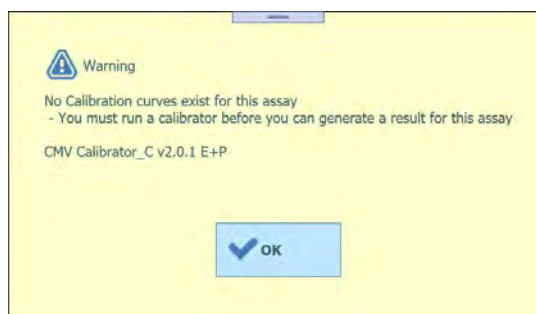 Warning
No Calibration curves exist for this assay
- You must run a calibrator before you can generate a result for this assay
CMV Calibrator_C v2.0.1 E+P
OK